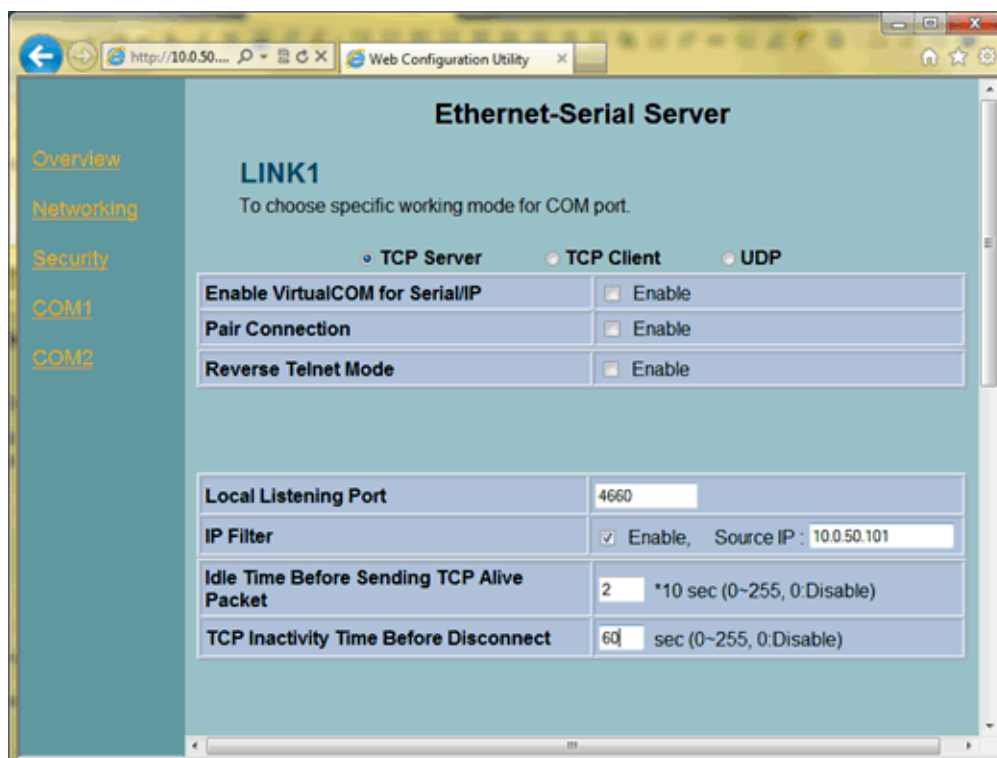 http://10.0.50....
Web Configuration Utility
Ethernet-Serial Server
Overview
Networking
Security
COM1
COM2
LINK1
To choose specific working mode for COM port.
TCP Server TCP Client UDP
Enable VirtualCOM for Serial/IP Enable
Pair Connection Enable
Reverse Telnet Mode Enable
Local Listening Port 4660
IP Filter Enable, Source IP : 10.0.50.101
Idle Time Before Sending TCP Alive
Packet 2 *10 sec (0~255, 0:Disable)
TCP Inactivity Time Before Disconnect 60 sec (0~255, 0:Disable)